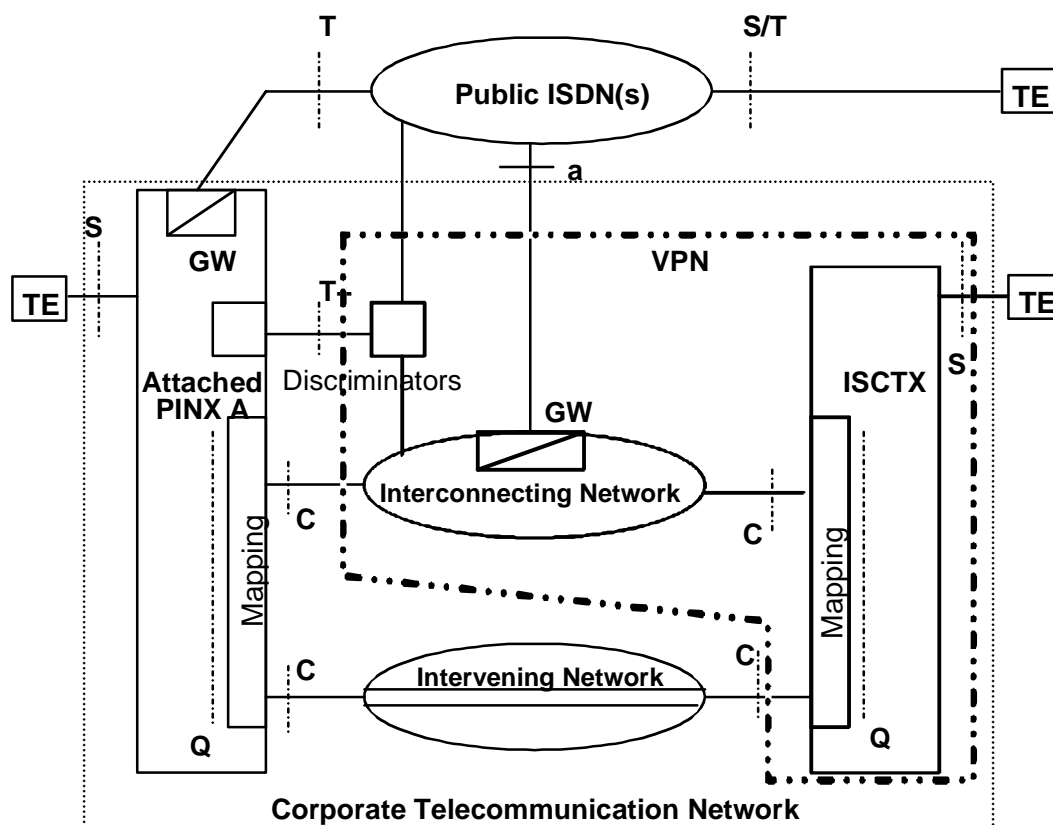 T
S/T
Public ISDN(s)
TE
a
S
GW
VPN
TE
T+
TE
S
Attached
PINX A
Discriminators
ISCTX
GW
Interconnecting Network
C
C
Mapping
Mapping
C
C
Intervening Network
Q
Q
Corporate Telecommunication Network